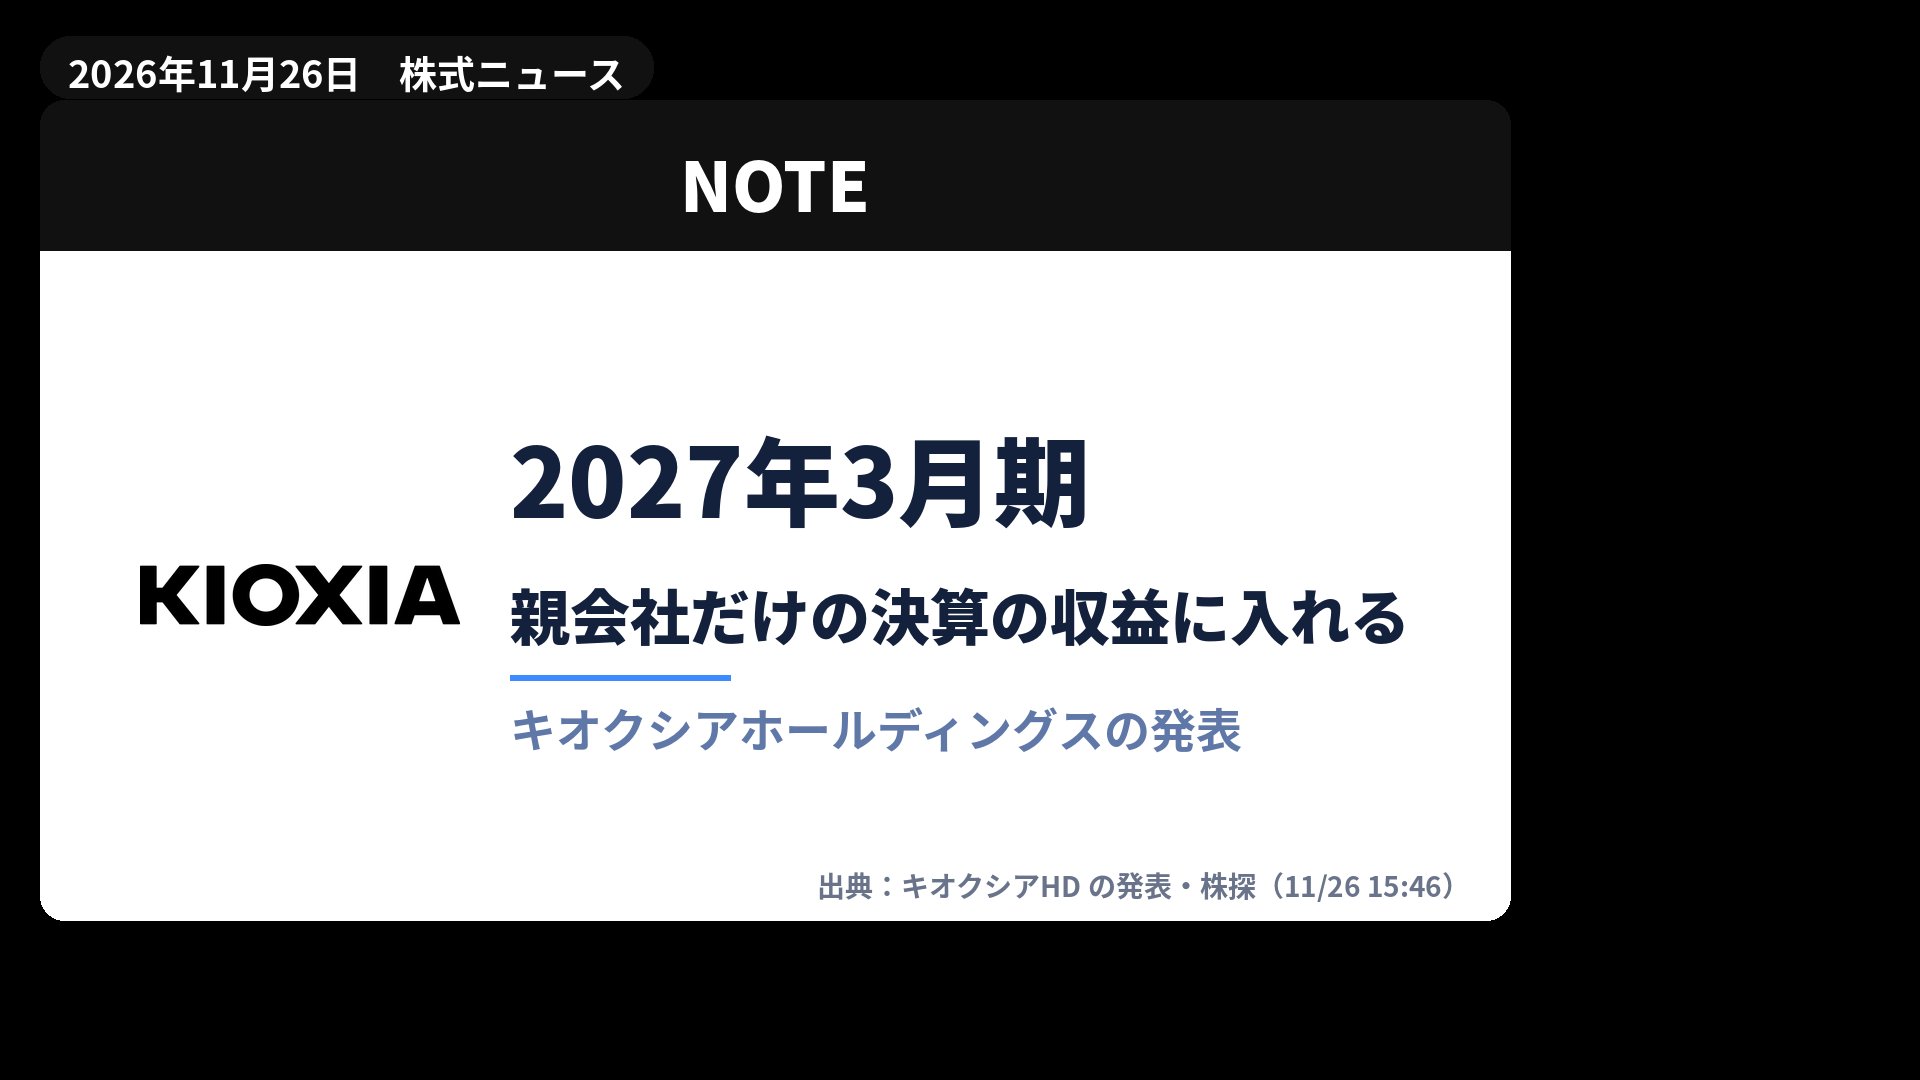 2026年11月26日　株式ニュース
NOTE
2027年3月期
KIOXIA
親会社だけの決算の収益に入れる
キオクシアホールディングスの発表
出典：キオクシアHD の発表・株探（11/26 15:46）